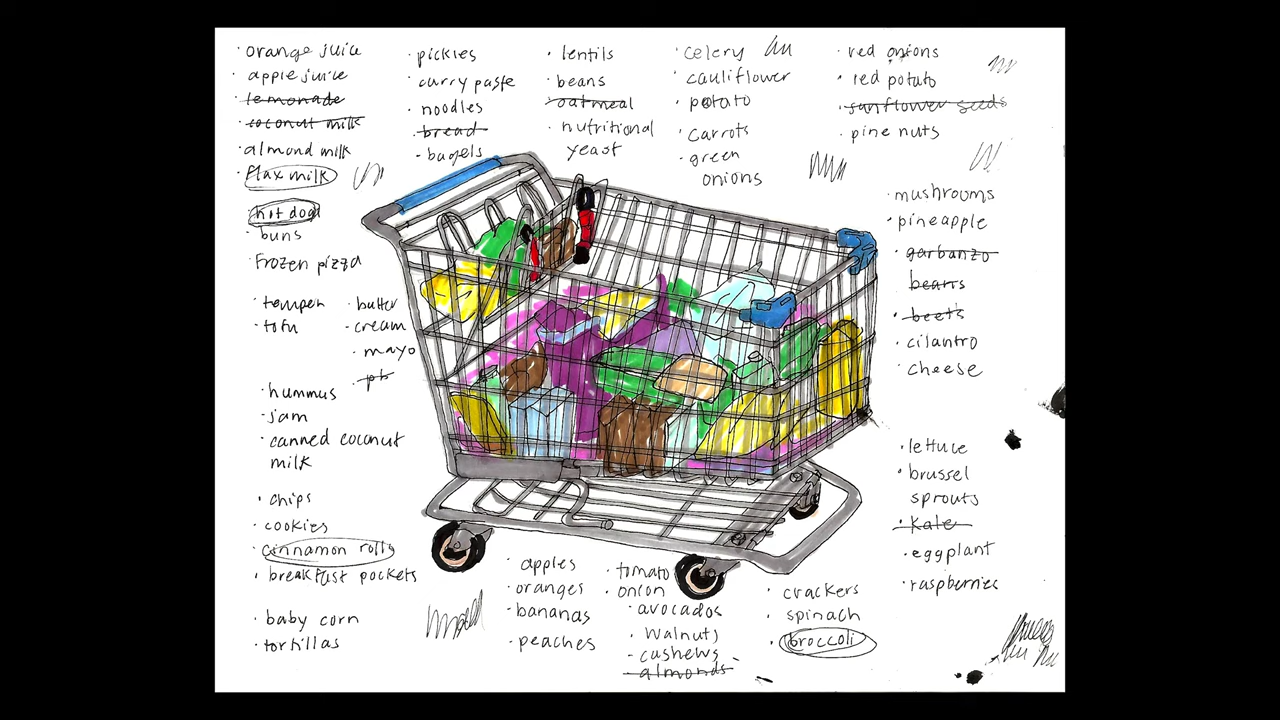 • orange juice
• apple juice
• lemonade
• coconut milk
• almond milk
• flax milk
hot dog
• buns
• frozen pizza
• tempeh
• tofu
• butter
• cream
• mayo
• pb
• hummus
• jam
• canned coconut
milk
• chips
• cookies
• cinnamon rolls
• breakfast pockets
• baby corn
• tortillas
• pickles
• curry paste
• noodles
• bread
• bagels
• lentils
• beans
• oatmeal
• nutritional
yeast
• celery
• cauliflower
• potato
• carrots
• green
onions
• red onions
• red potato
• sunflower seeds
• pine nuts
• mushrooms
• pineapple
• garbanzo
beans
• beets
• cilantro
• cheese
• lettuce
• brussel
sprouts
• kale
• eggplant
• raspberries
• apples
• oranges
• bananas
• peaches
• tomato
• onion
• avocados
• walnuts
- cashews
- almonds
• crackers
• spinach
• broccoli